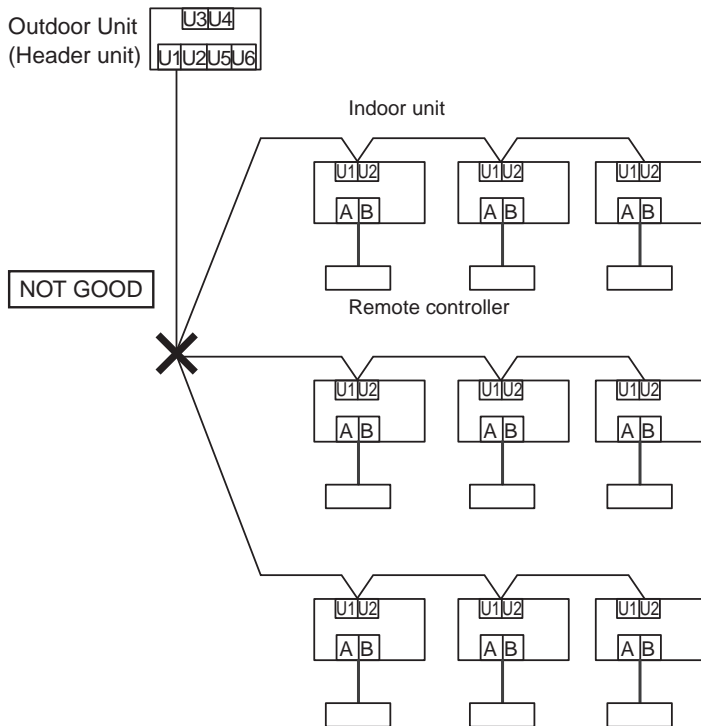 U3 U4
Outdoor Unit
(Header unit)
U1 U2 U5 U6
Indoor unit
U1 U2 U1 U2 U1 U2
A B A B A B
NOT GOOD
Remote controller
U1 U2 U1 U2 U1 U2
A B A B A B
U1 U2 U1 U2 U1 U2
A B A B A B